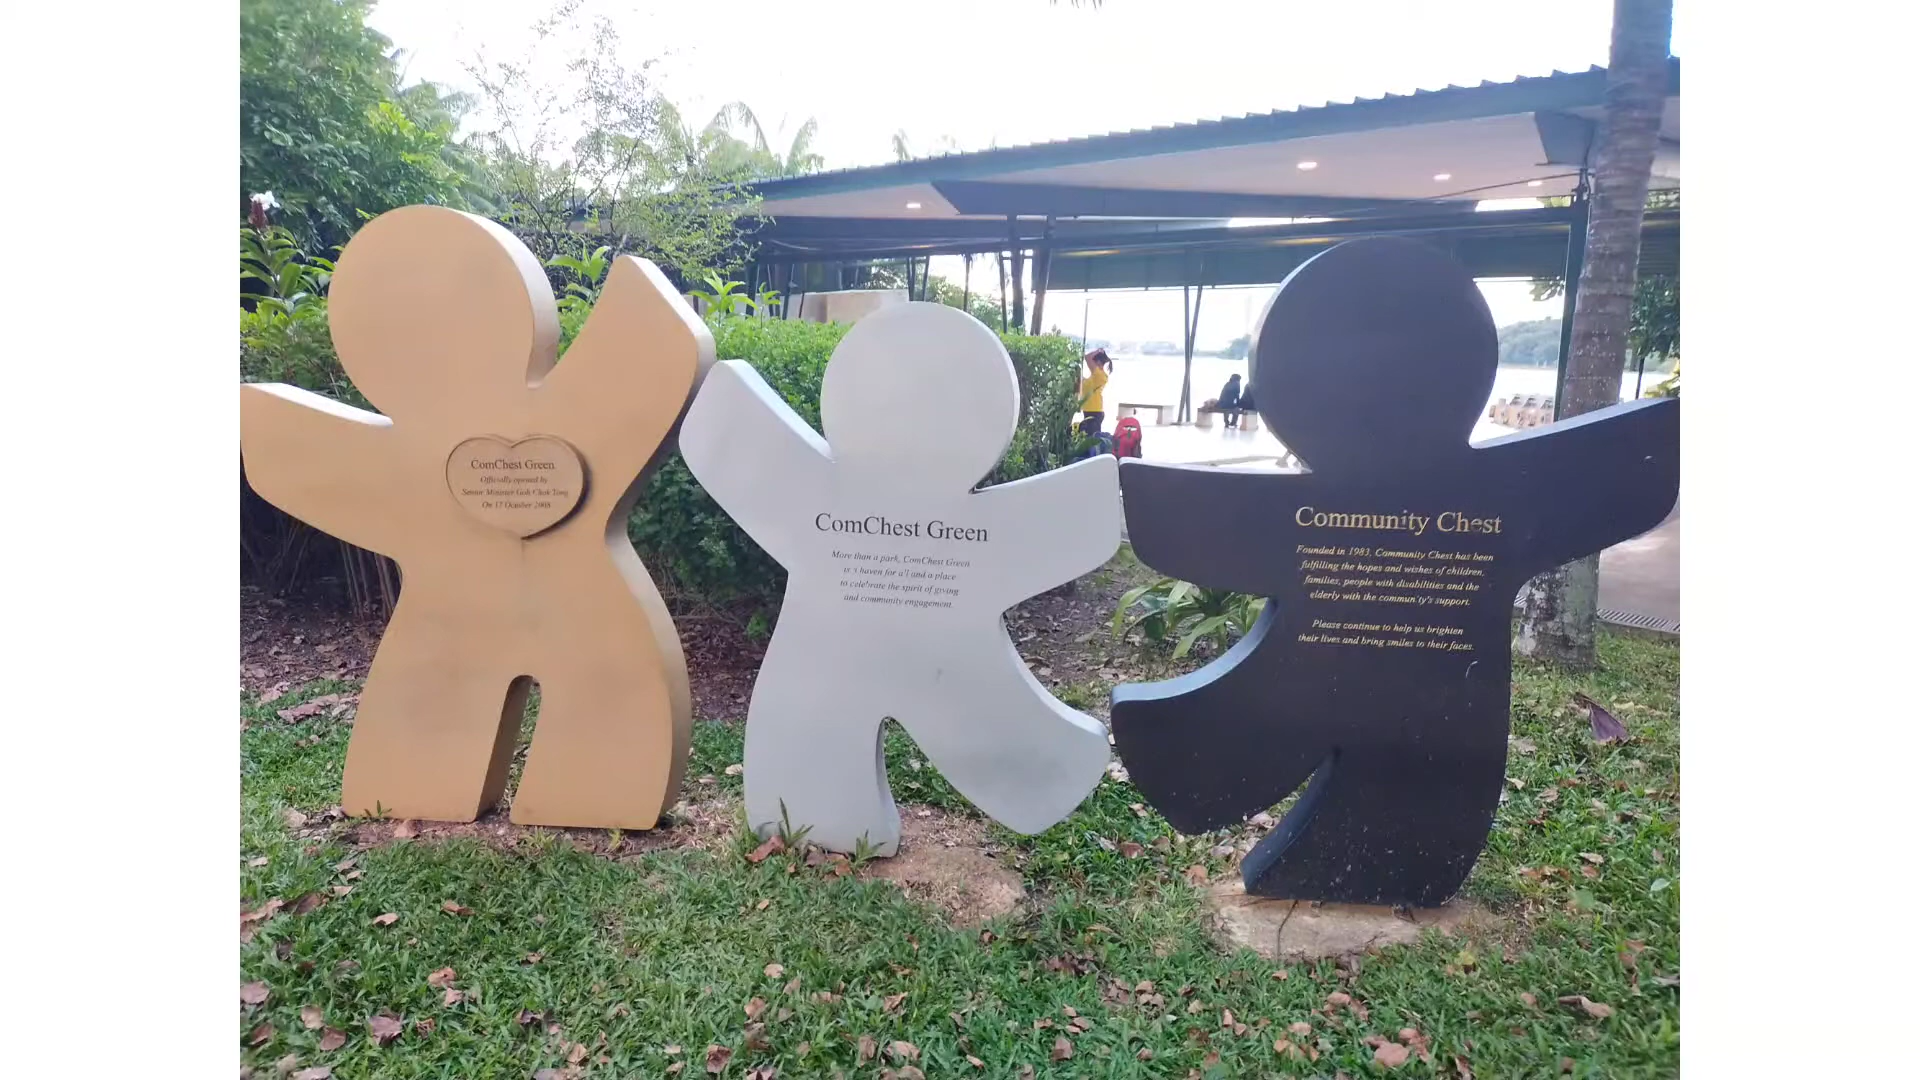 ComChest Green
Officially opened by
Senior Minister Goh Chok Tong
On 17 October 2008
ComChest Green
More than a park, ComChest Green
is a haven for all and a place
to celebrate the spirit of giving
and community engagement.
Community Chest
Founded in 1983, Community Chest has been
fulfilling the hopes and wishes of children,
families, people with disabilities and the
elderly with the community's support.
Please continue to help us brighten
their lives and bring smiles to their faces.